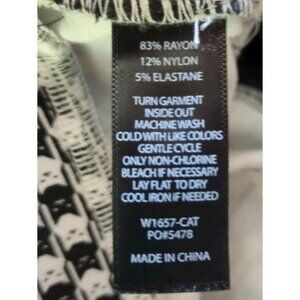 83% RAYON
12% NYLON
5% ELASTANE
TURN GARMENT
INSIDE OUT
MACHINE WASH
COLD WITH LIKE COLORS
GENTLE CYCLE
ONLY NON-CHLORINE
BLEACH IF NECESSARY
LAY FLAT TO DRY
COOL IRON IF NEEDED
W1657-CAT
PO#5478
MADE IN CHINA